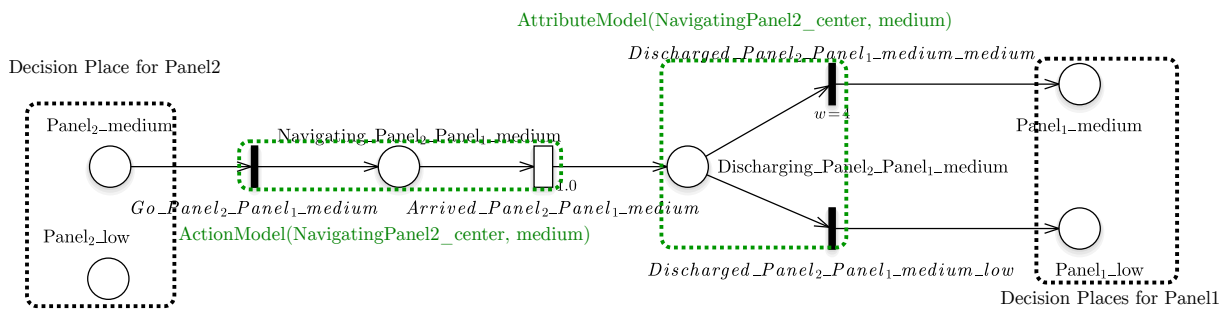 AttributeModel(NavigatingPanel2_center, medium)
Discharged_Panel₂_Panel₁_medium_medium
Decision Place for Panel2
Panel₂_medium
Navigating_Panel₂_Panel₁_medium
w=4
Panel₁_medium
Discharging_Panel₂_Panel₁_medium
1.0
Go_Panel₂_Panel₁_medium
Arrived_Panel₂_Panel₁_medium
Panel₂_low
ActionModel(NavigatingPanel2_center, medium)
Discharged_Panel₂_Panel₁_medium_low
Panel₁_low
Decision Places for Panel1